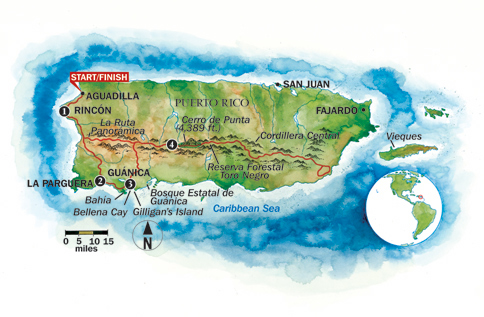 START/FINISH
AGUADILLA
SAN JUAN
1 RINCÓN
PUERTO RICO
FAJARDO
La Ruta
Panorámica
Cerro de Punta
(4,389 ft.)
Cordillera Central
Vieques
4
Reserva Forestal
Toro Negro
GUÁNICA
LA PARGUERA 2
3
Bosque Estatal de
Guánica
Bahia
Bellena Cay
Gilligan's Island
Caribbean Sea
0 5 10 15
miles
N